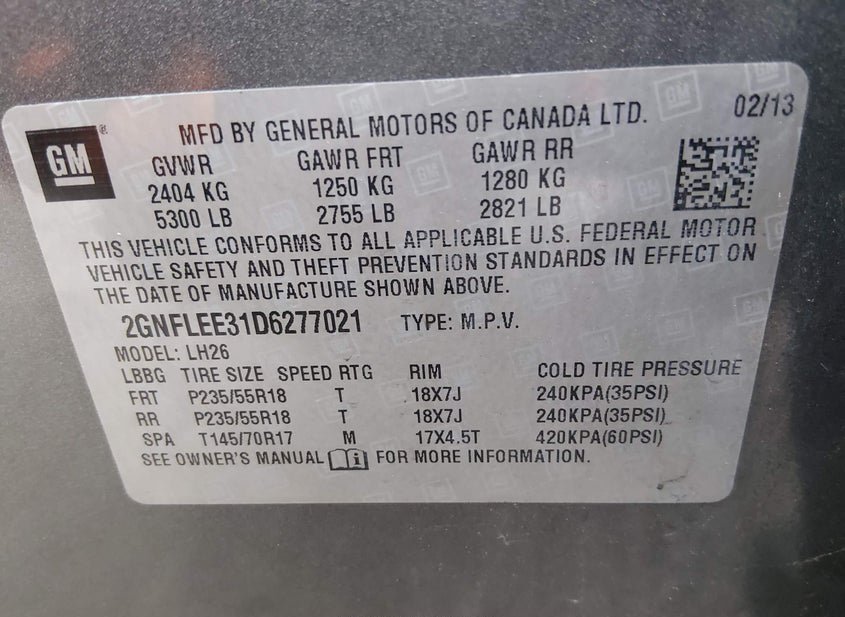 02/13
GM
MFD BY GENERAL MOTORS OF CANADA LTD.
GVWR GAWR FRT GAWR RR
2404 KG 1250 KG 1280 KG
5300 LB 2755 LB 2821 LB
THIS VEHICLE CONFORMS TO ALL APPLICABLE U.S. FEDERAL MOTOR
VEHICLE SAFETY AND THEFT PREVENTION STANDARDS IN EFFECT ON
THE DATE OF MANUFACTURE SHOWN ABOVE.
2GNFLEE31D6277021 TYPE: M.P.V.
MODEL: LH26
LBBG TIRE SIZE SPEED RTG RIM COLD TIRE PRESSURE
FRT P235/55R18 T 18X7J 240KPA(35PSI)
RR P235/55R18 T 18X7J 240KPA(35PSI)
SPA T145/70R17 M 17X4.5T 420KPA(60PSI)
SEE OWNER'S MANUAL FOR MORE INFORMATION.